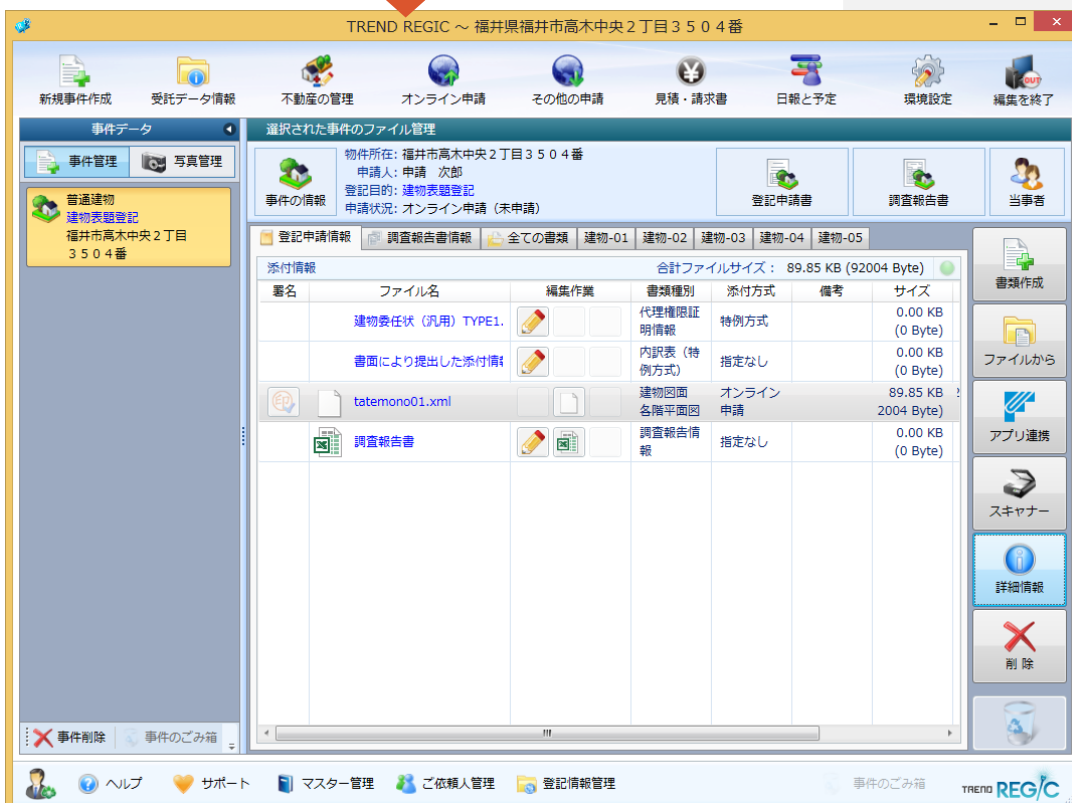 TREND REGIC ～ 福井県福井市高木中央２丁目３５０４番
新規事件作成 受託データ情報 不動産の管理 オンライン申請 その他の申請 見積・請求書 日報と予定 環境設定 編集を終了
OUT
事件データ
事件管理 写真管理
普通建物
建物表題登記
福井市高木中央２丁目
３５０４番
選択された事件のファイル管理
事件の情報
物件所在: 福井市高木中央２丁目３５０４番
申請人: 申請 次郎
登記目的: 建物表題登記
申請状況: オンライン申請（未申請）
登記申請書 調査報告書 当事者
登記申請情報 調査報告書情報 全ての書類 建物-01 建物-02 建物-03 建物-04 建物-05
添付情報 合計ファイルサイズ： 89.85 KB (92004 Byte)
署名 ファイル名 編集作業 書類種別 添付方式 備考 サイズ
建物委任状（汎用）TYPE1. 代理権限証 特例方式 0.00 KB
明情報 (0 Byte)
書面により提出した添付情 内訳表（特 指定なし 0.00 KB
例方式） (0 Byte)
tatemono01.xml 建物図面 オンライン 89.85 KB
各階平面図 申請 2004 Byte)
調査報告書 調査報告情 指定なし 0.00 KB
報 (0 Byte)
書類作成
ファイルから
アプリ連携
スキャナー
詳細情報
削 除
事件削除 事件のごみ箱
ヘルプ サポート マスター管理 ご依頼人管理 登記情報管理 事件のごみ箱 TREND REGIC